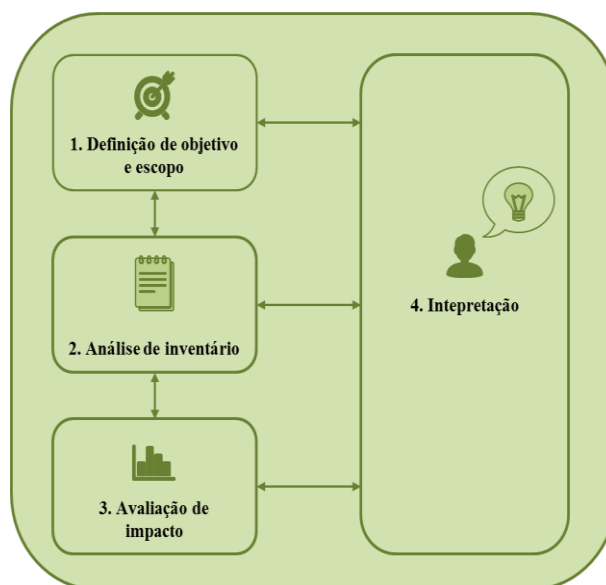 1. Definição de objetivo
e escopo
2. Análise de inventário
3. Avaliação de
impacto
4. Intepretação